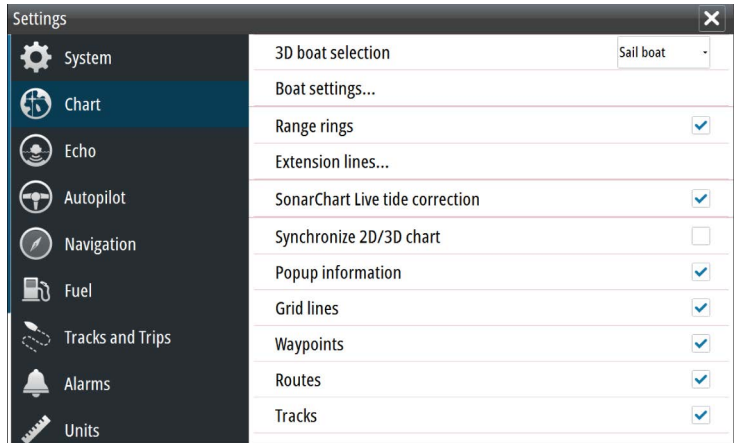 Settings
System
Chart
Echo
Autopilot
Navigation
Fuel
Tracks and Trips
Alarms
Units
3D boat selection Sail boat
Boat settings...
Range rings
Extension lines...
SonarChart Live tide correction
Synchronize 2D/3D chart
Popup information
Grid lines
Waypoints
Routes
Tracks